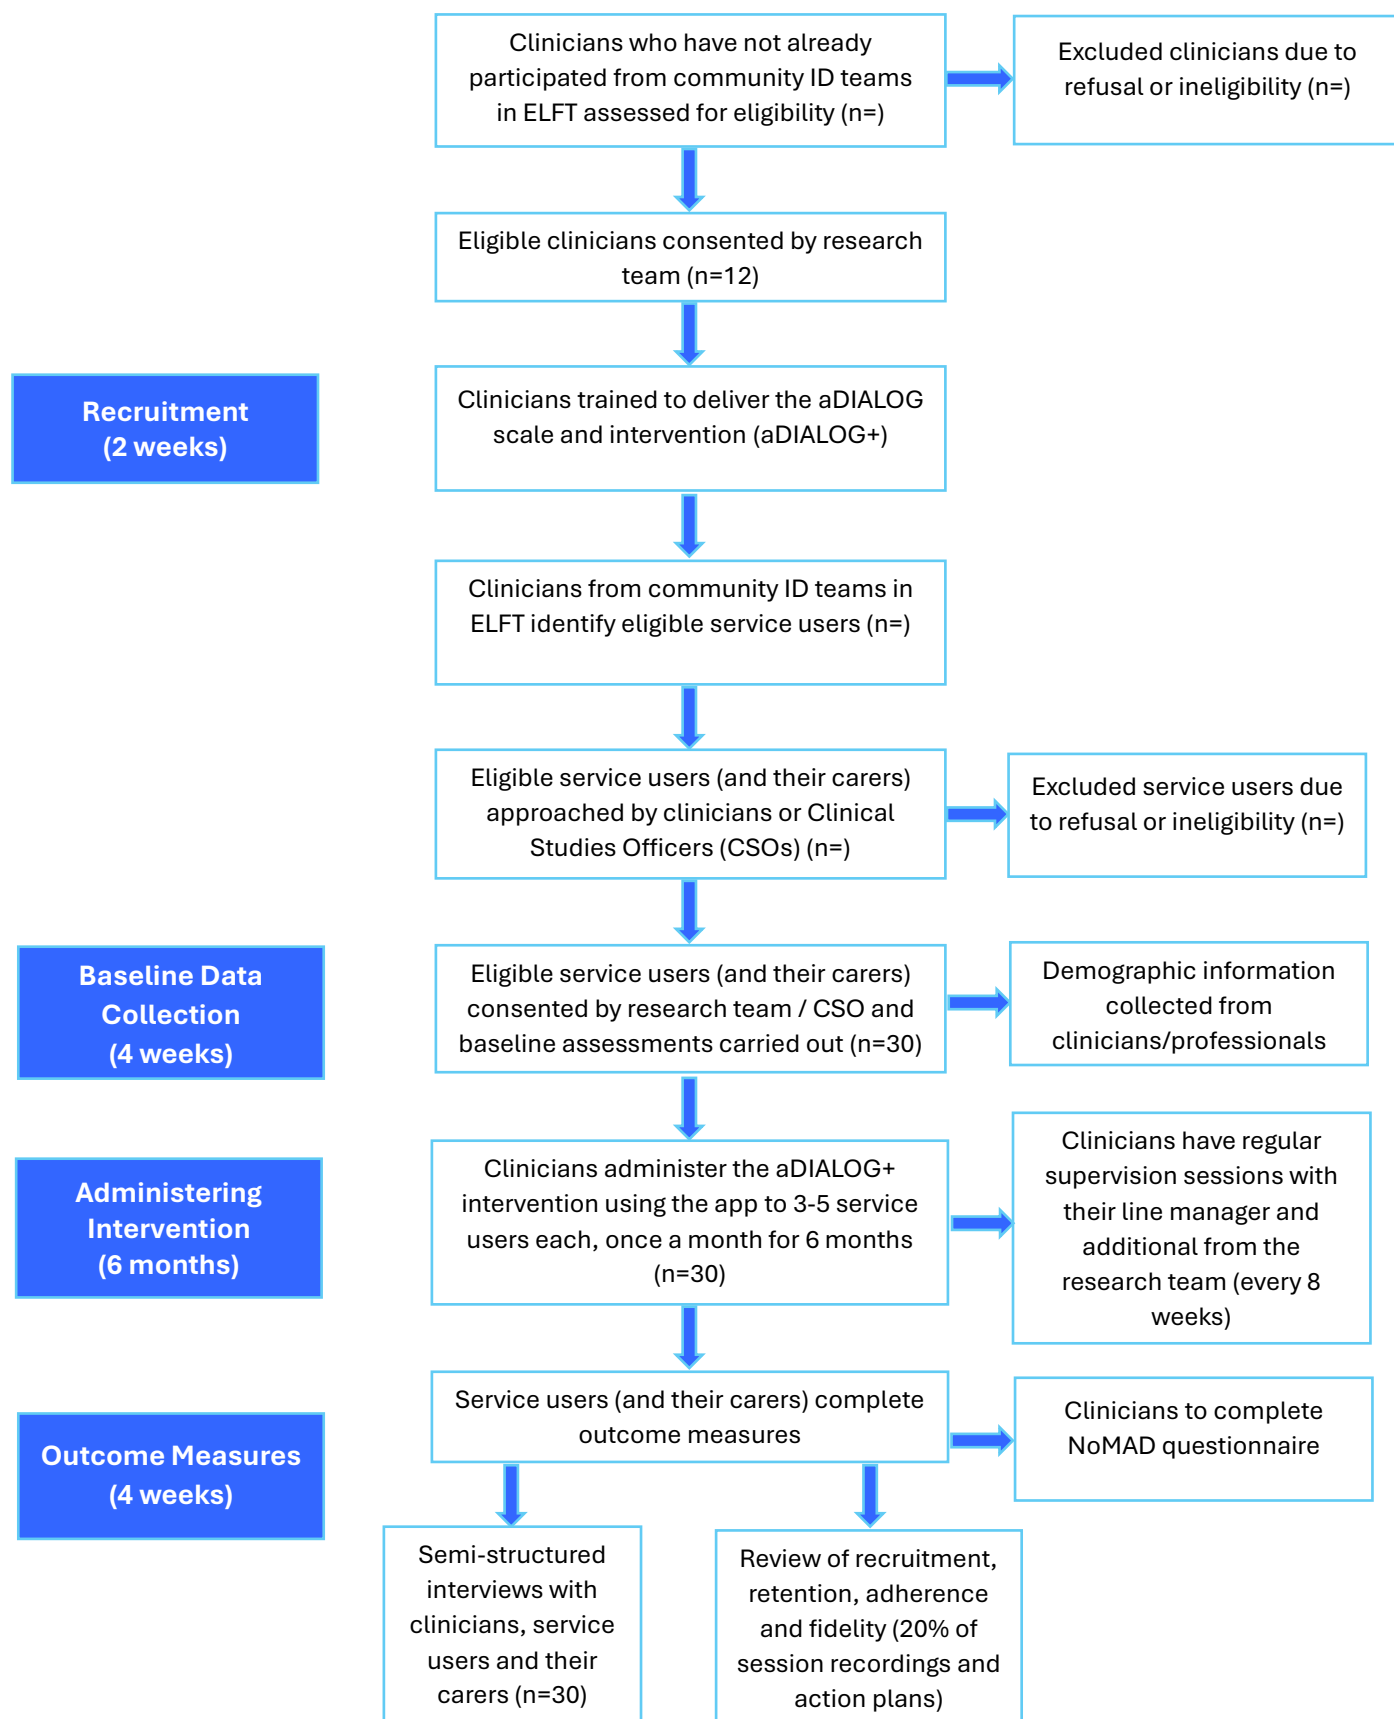 Clinicians who have not already
participated from community ID teams
in ELFT assessed for eligibility (n=)
Excluded clinicians due to
refusal or ineligibility (n=)
Eligible clinicians consented by research
team (n=12)
Recruitment
(2 weeks)
Clinicians trained to deliver the aDIALOG
scale and intervention (aDIALOG+)
Clinicians from community ID teams in
ELFT identify eligible service users (n=)
Eligible service users (and their carers)
approached by clinicians or Clinical
Studies Officers (CSOs) (n=)
Excluded service users due
to refusal or ineligibility (n=)
Baseline Data
Collection
(4 weeks)
Eligible service users (and their carers)
consented by research team / CSO and
baseline assessments carried out (n=30)
Demographic information
collected from
clinicians/professionals
Administering
Intervention
(6 months)
Clinicians administer the aDIALOG+
intervention using the app to 3-5 service
users each, once a month for 6 months
(n=30)
Clinicians have regular
supervision sessions with
their line manager and
additional from the
research team (every 8
weeks)
Outcome Measures
(4 weeks)
Service users (and their carers) complete
outcome measures
Clinicians to complete
NoMAD questionnaire
Semi-structured
interviews with
clinicians, service
users and their
carers (n=30)
Review of recruitment,
retention, adherence
and fidelity (20% of
session recordings and
action plans)